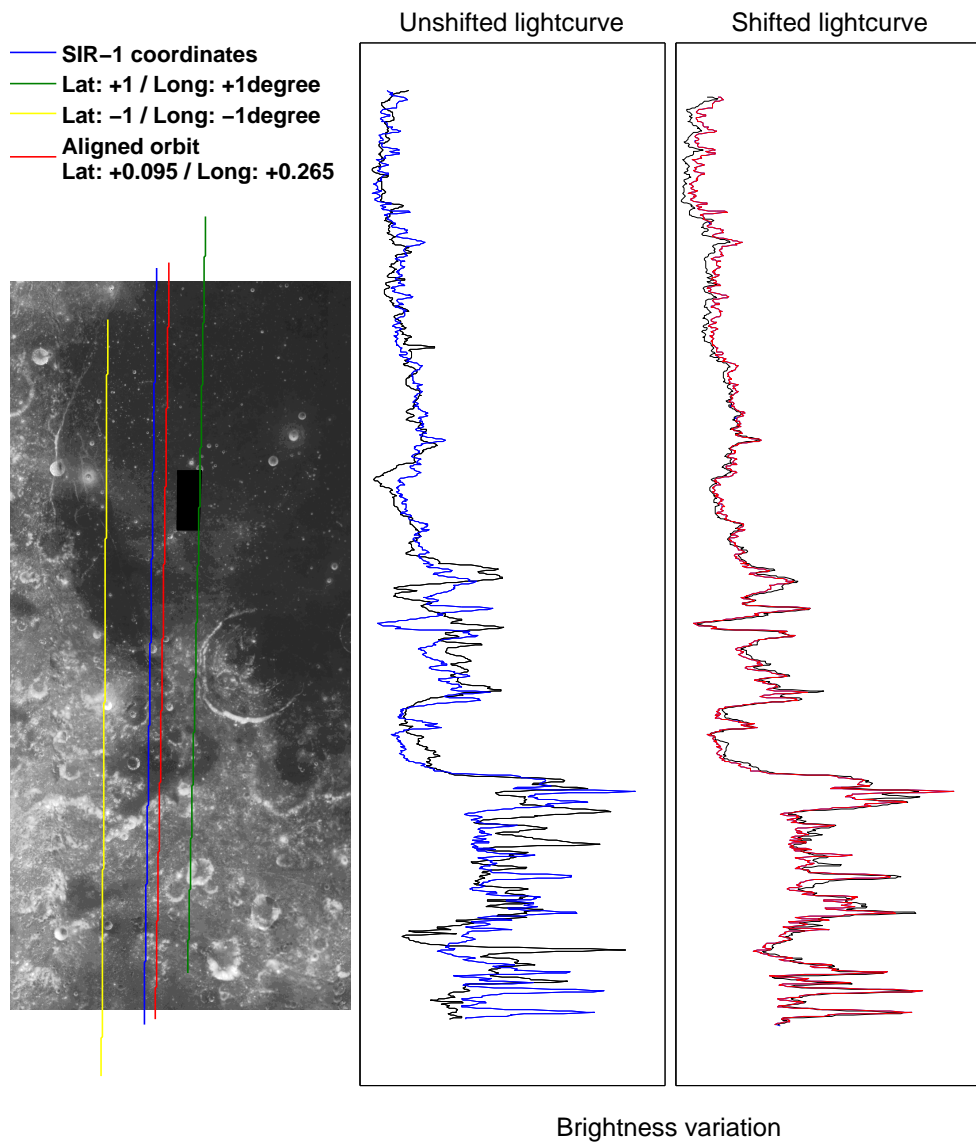 Unshifted lightcurve
Shifted lightcurve
SIR−1 coordinates
Lat: +1 / Long: +1degree
Lat: −1 / Long: −1degree
Aligned orbit
Lat: +0.095 / Long: +0.265
Brightness variation